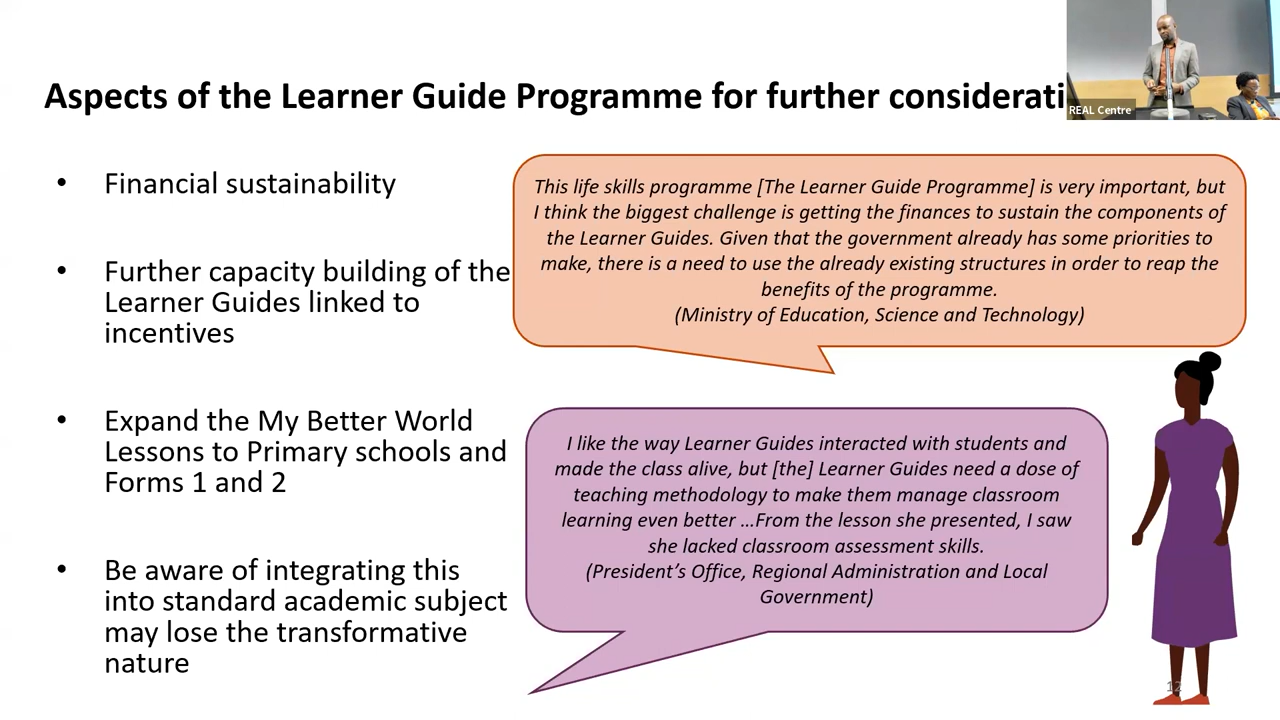 Aspects of the Learner Guide Programme for further considerati
REAL Centre
• Financial sustainability
• Further capacity building of the
Learner Guides linked to
incentives
• Expand the My Better World
Lessons to Primary schools and
Forms 1 and 2
• Be aware of integrating this
into standard academic subject
may lose the transformative
nature
This life skills programme [The Learner Guide Programme] is very important, but
I think the biggest challenge is getting the finances to sustain the components of
the Learner Guides. Given that the government already has some priorities to
make, there is a need to use the already existing structures in order to reap the
benefits of the programme.
(Ministry of Education, Science and Technology)
I like the way Learner Guides interacted with students and
made the class alive, but [the] Learner Guides need a dose of
teaching methodology to make them manage classroom
learning even better …From the lesson she presented, I saw
she lacked classroom assessment skills.
(President’s Office, Regional Administration and Local
Government)
12